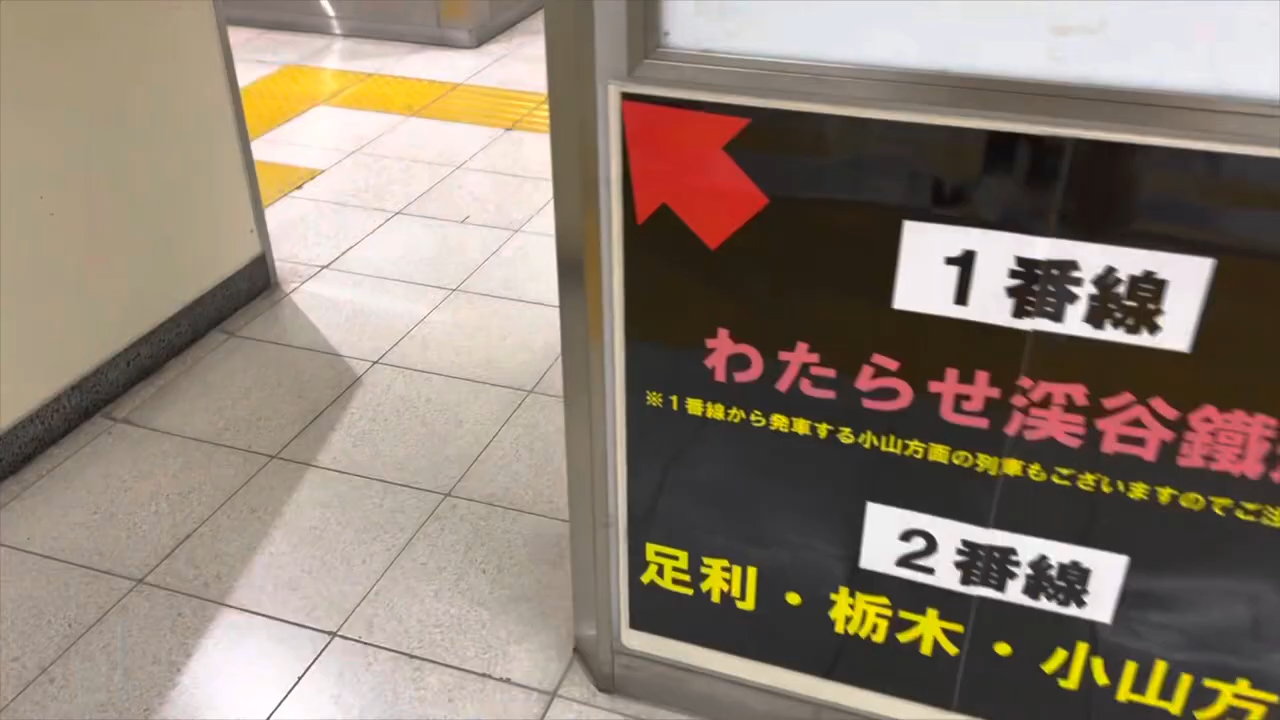 1番線
わたらせ渓谷鐵
※1番線から発車する小山方面の列車もございますのでご注
2番線
足利・栃木・小山方